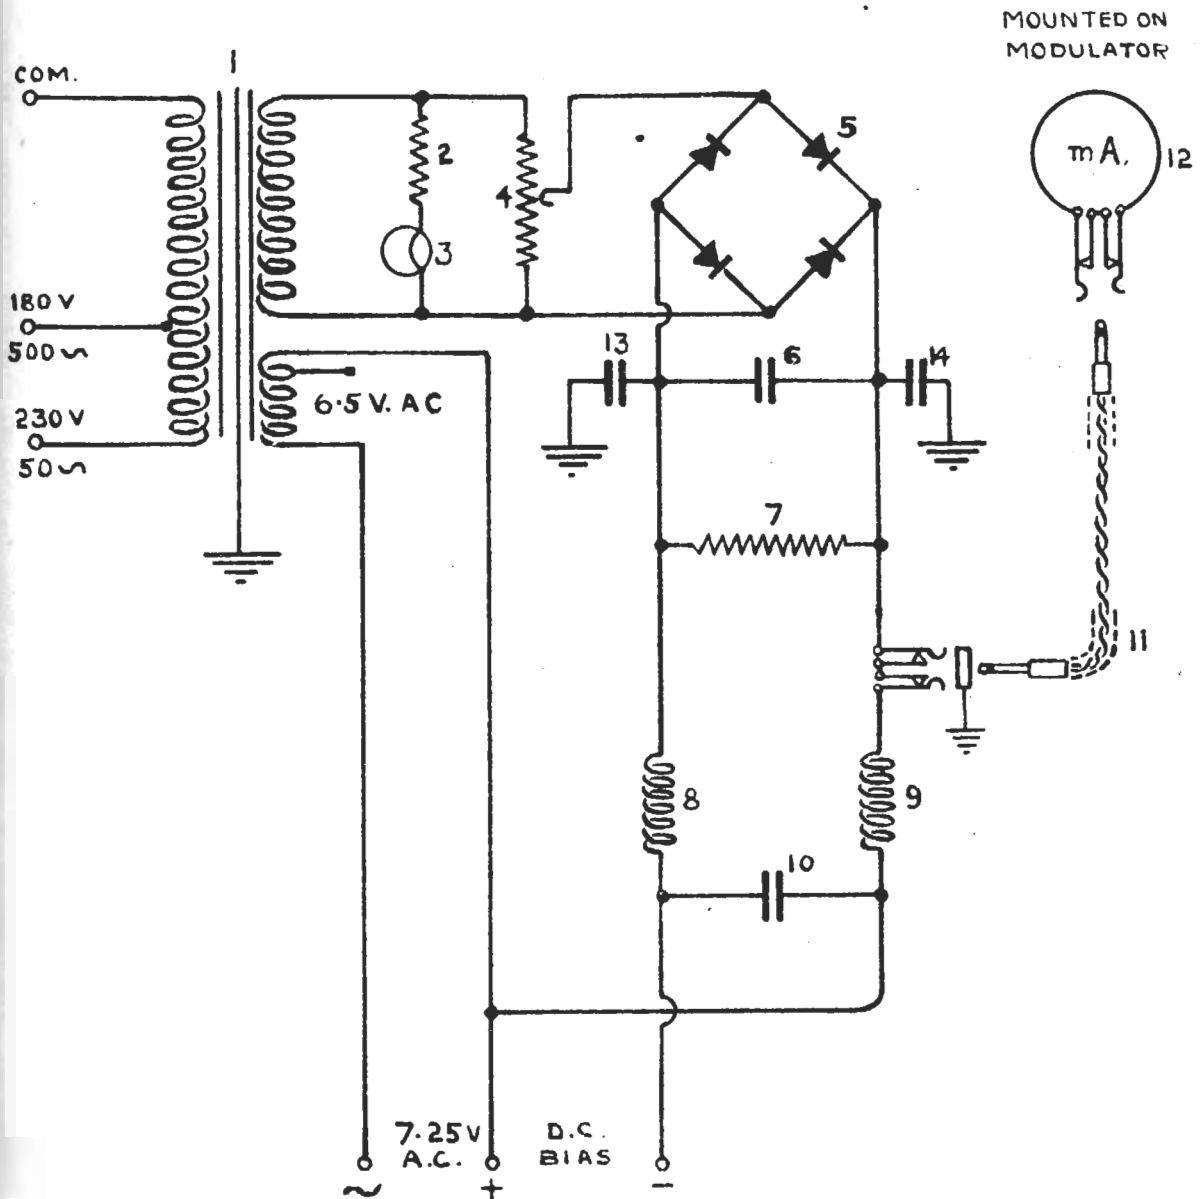 MOUNTED ON
MODULATOR
1
COM.
5
mA.
12
2
4
3
180 V
500~
13
6
14
6.5 V. AC
230 V
50~
7
11
8
9
10
7.25V
A.C.
D.C.
BIAS
~
+
−